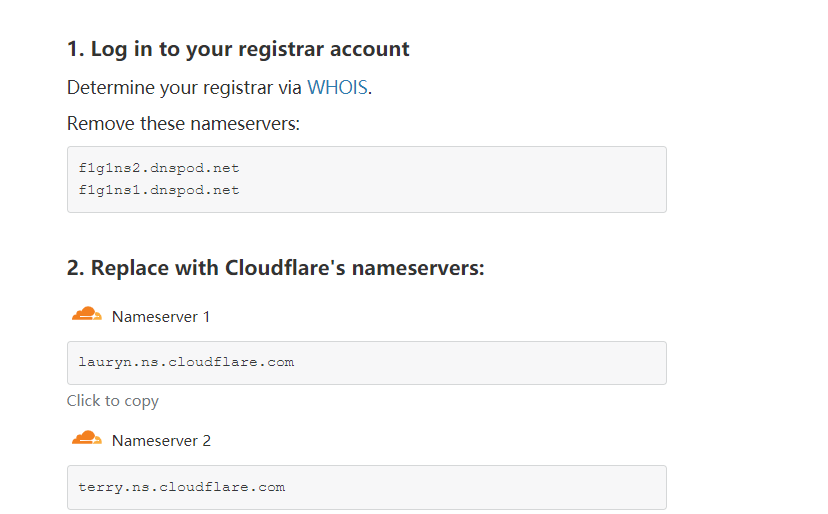 1. Log in to your registrar account
Determine your registrar via WHOIS.
Remove these nameservers:
f1g1ns2.dnspod.net
f1g1ns1.dnspod.net
2. Replace with Cloudflare's nameservers:
Nameserver 1
lauryn.ns.cloudflare.com
Click to copy
Nameserver 2
terry.ns.cloudflare.com